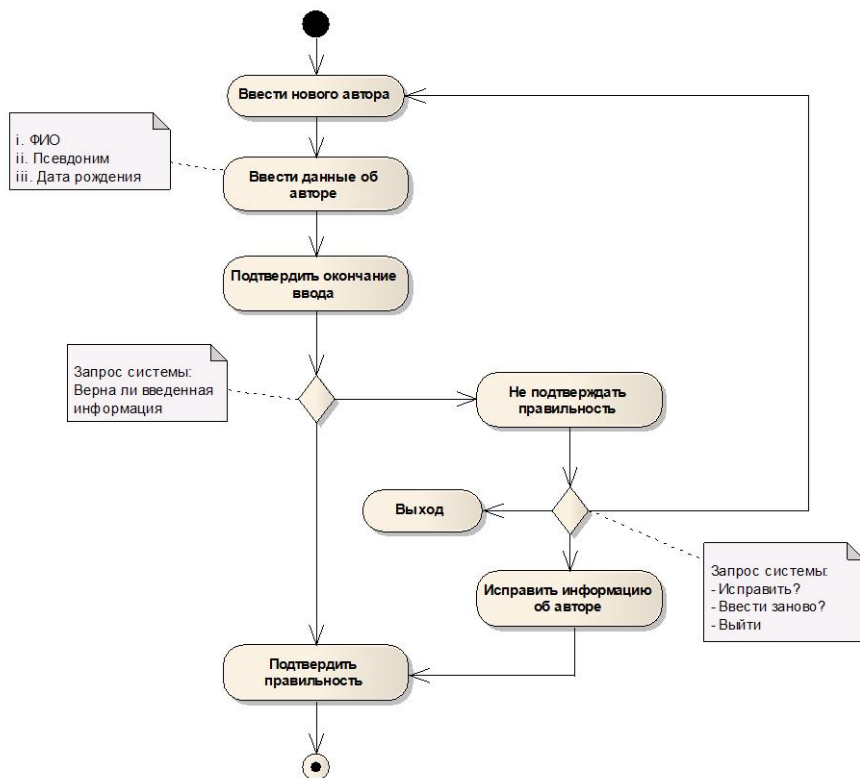 Ввести нового автора
i. ФИО
ii. Псевдоним
iii. Дата рождения
Ввести данные об
авторе
Подтвердить окончание
ввода
Запрос системы:
Верна ли введенная
информация
Не подтверждать
правильность
Выход
Запрос системы:
- Исправить?
- Ввести заново?
- Выйти
Исправить информацию
об авторе
Подтвердить
правильность